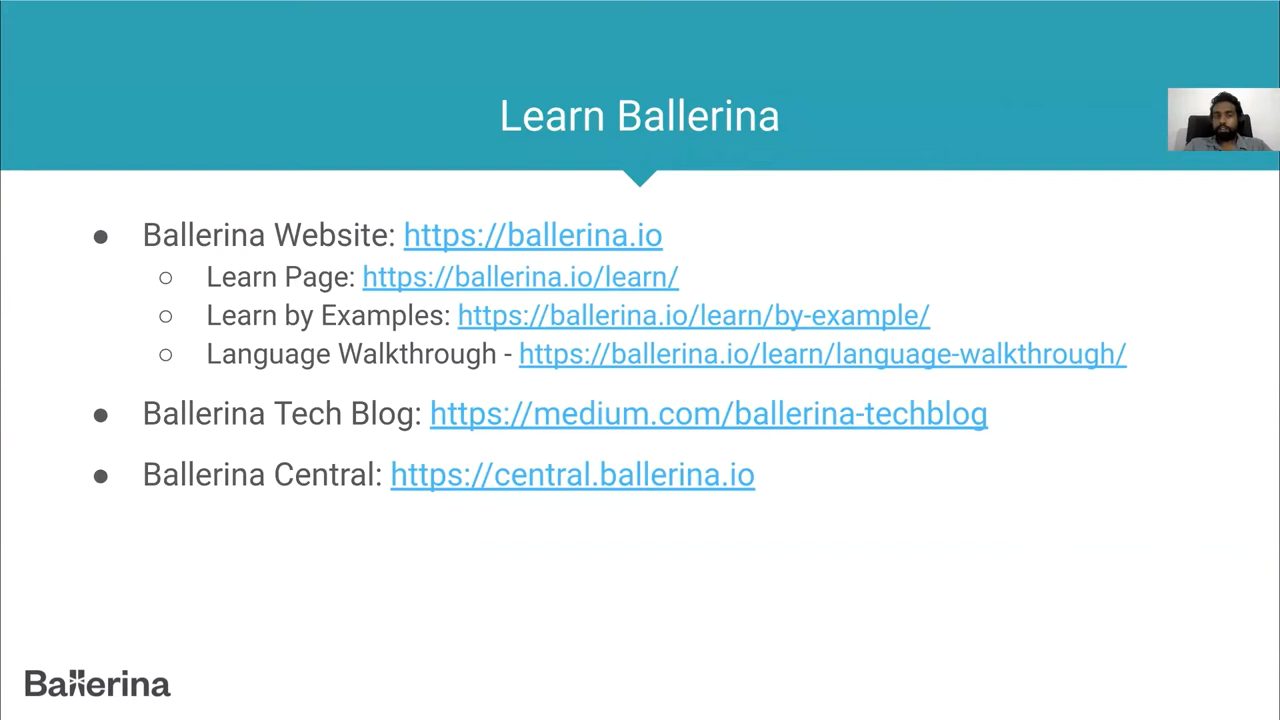 Learn Ballerina
● Ballerina Website: https://ballerina.io
○ Learn Page: https://ballerina.io/learn/
○ Learn by Examples: https://ballerina.io/learn/by-example/
○ Language Walkthrough - https://ballerina.io/learn/language-walkthrough/
● Ballerina Tech Blog: https://medium.com/ballerina-techblog
● Ballerina Central: https://central.ballerina.io
Ballerina